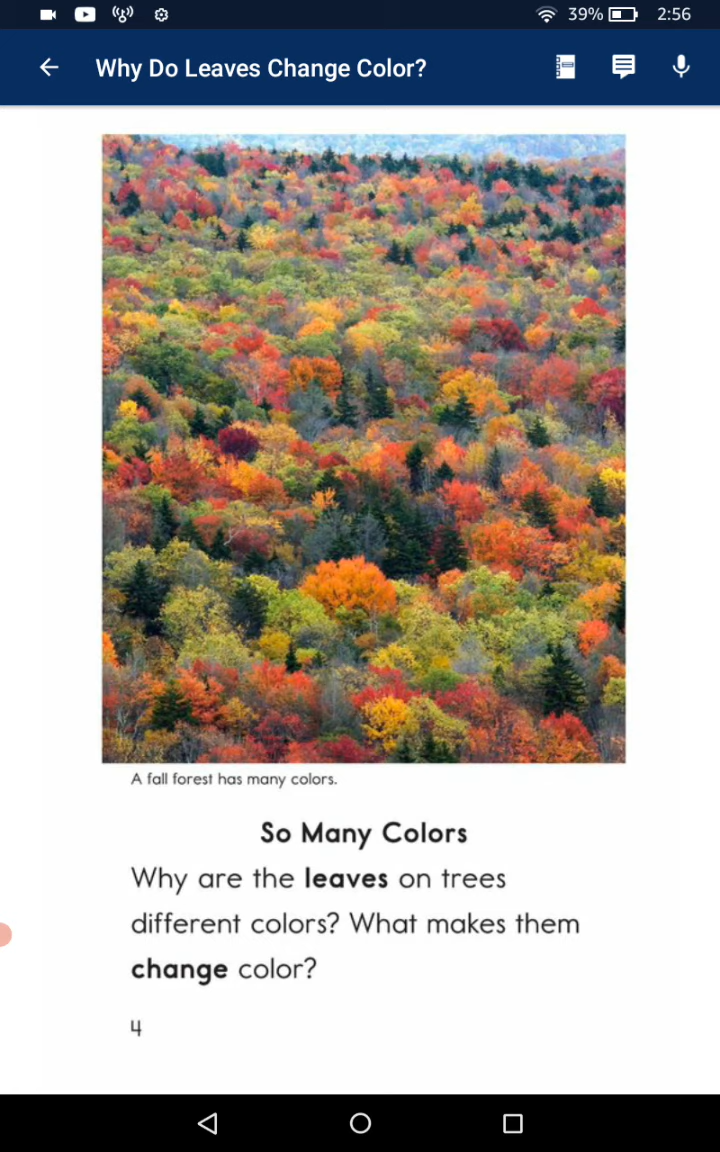 39% 2:56
Why Do Leaves Change Color?
A fall forest has many colors.
So Many Colors
Why are the leaves on trees
different colors? What makes them
change color?
4